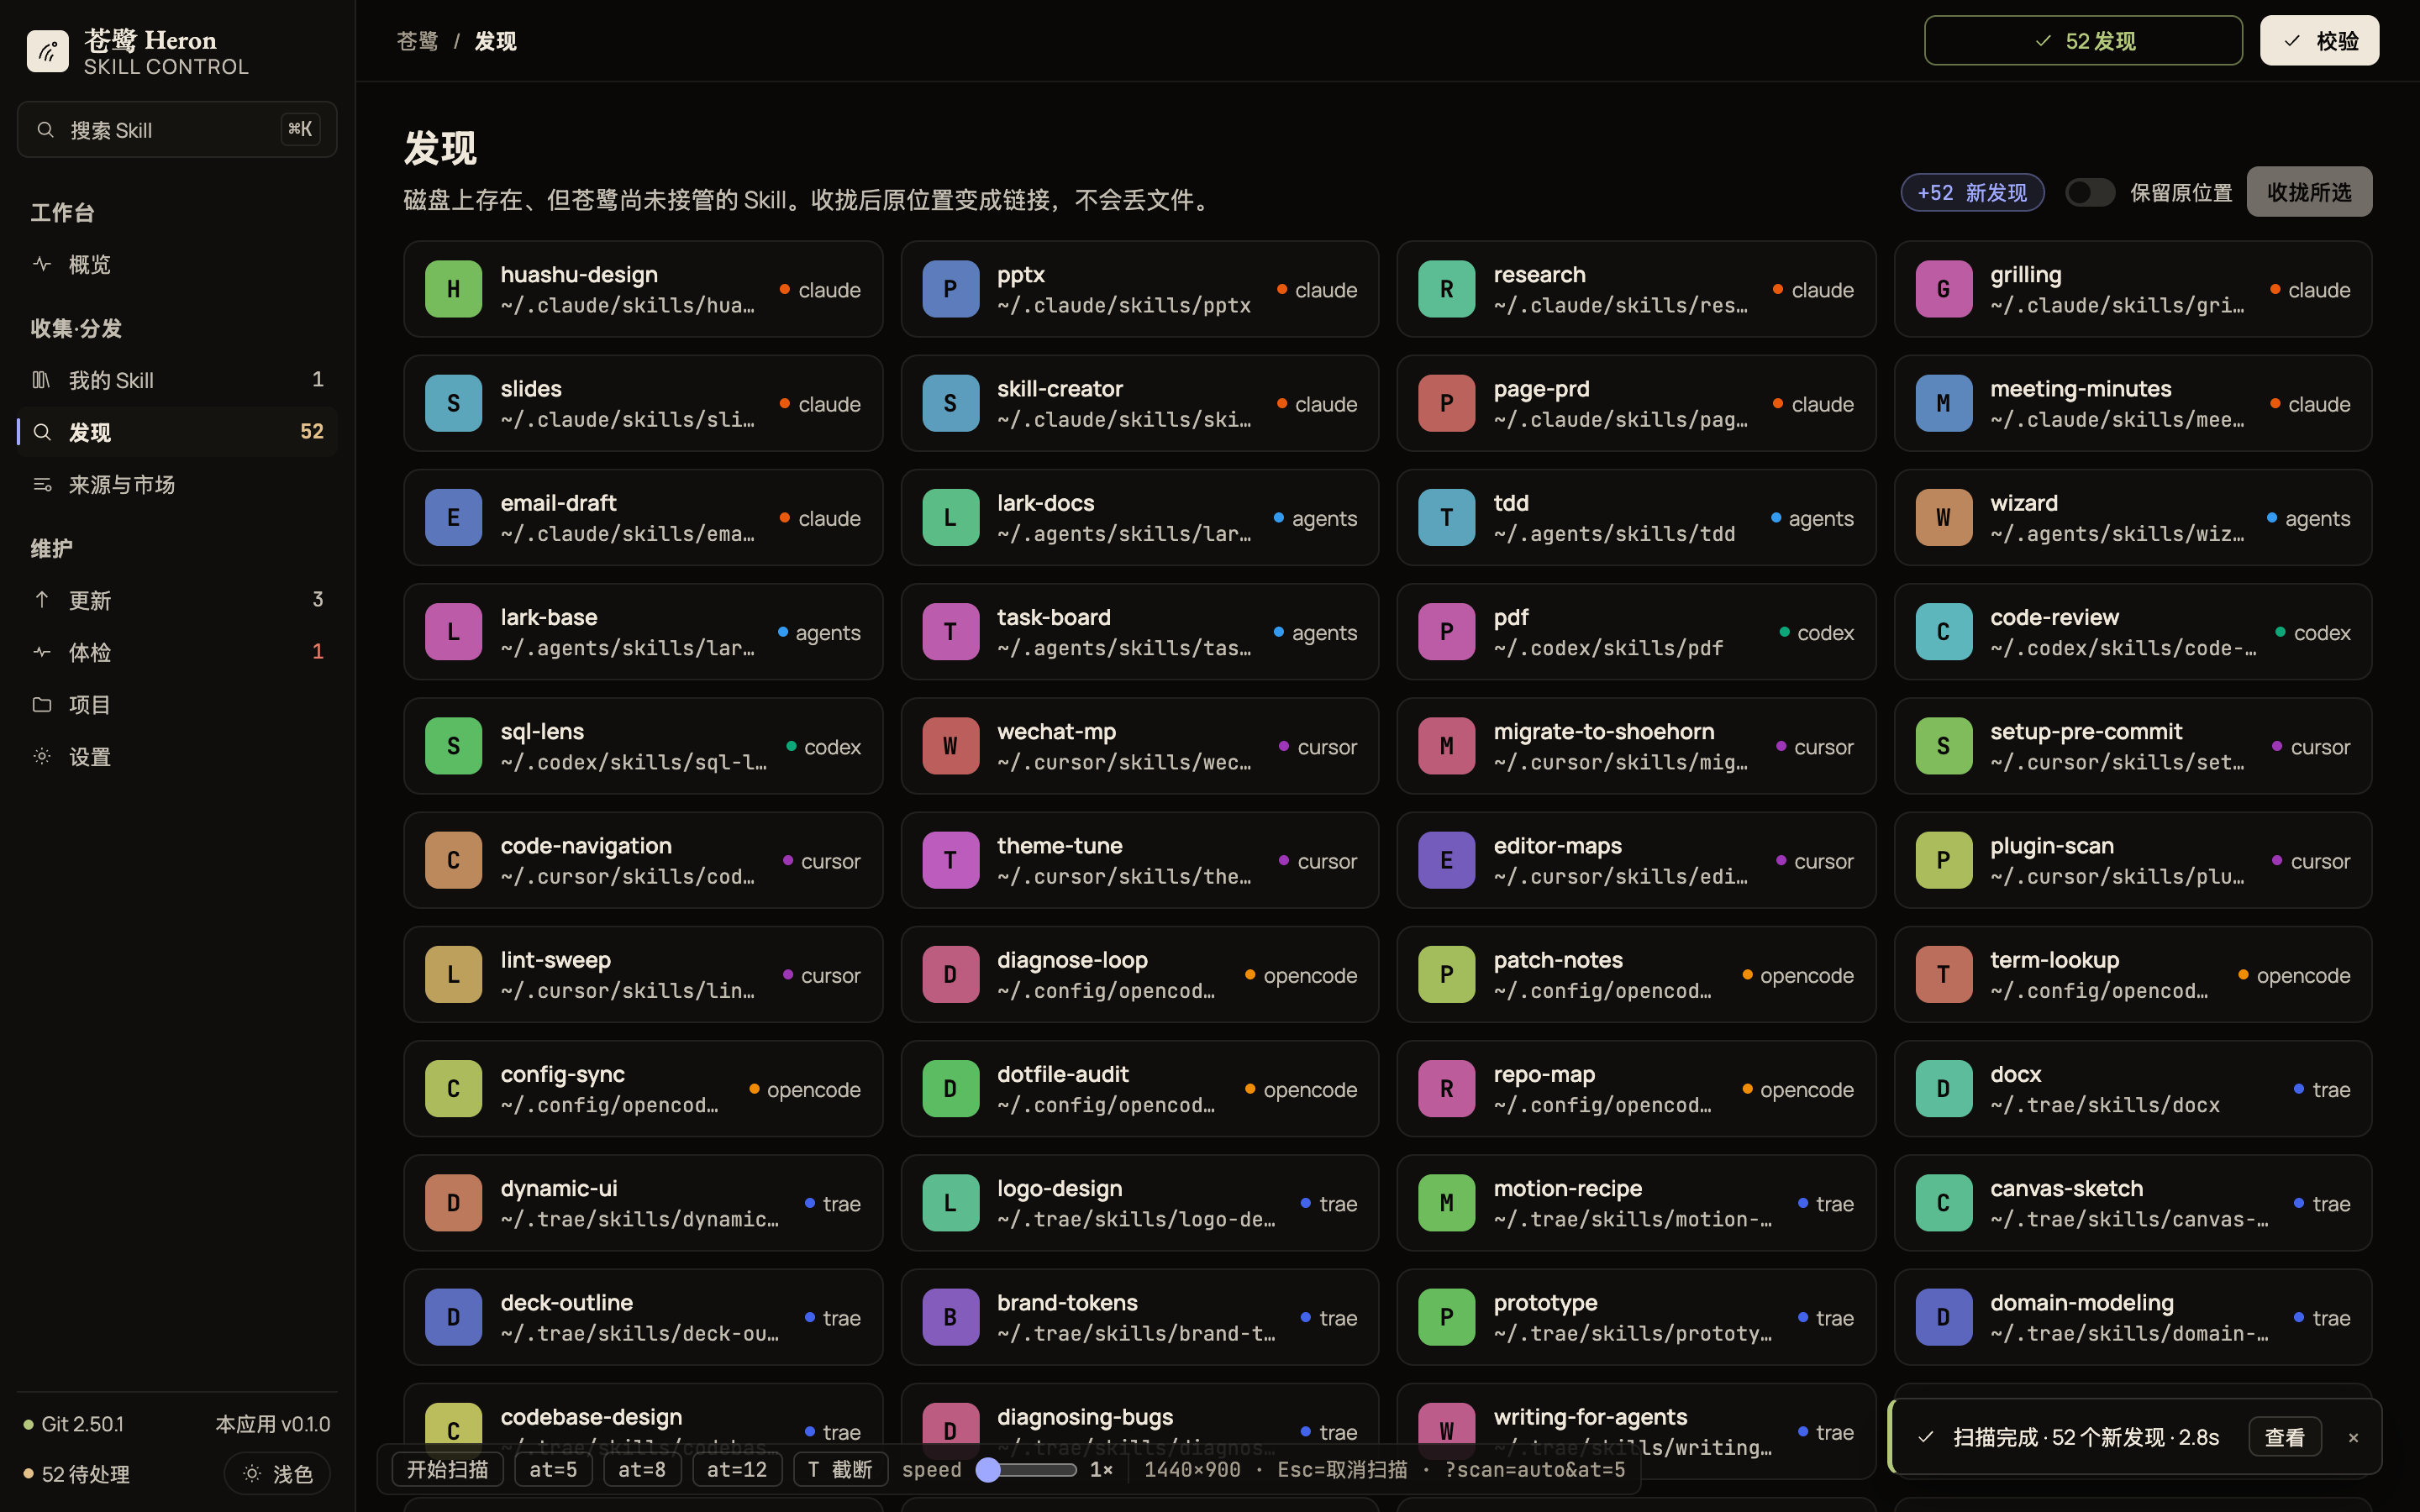 苍鹭 Heron
SKILL CONTROL
搜索 Skill ⌘K
工作台
概览
收集·分发
我的 Skill 1
发现 52
来源与市场
维护
更新 3
体检 1
项目
设置
Git 2.50.1 本应用 v0.1.0
52 待处理 浅色
苍鹭 / 发现
52 发现
校验
发现
磁盘上存在、但苍鹭尚未接管的 Skill。收拢后原位置变成链接，不会丢文件。
+52 新发现 保留原位置 收拢所选
H huashu-design ~/.claude/skills/hua… claude
P pptx ~/.claude/skills/pptx claude
R research ~/.claude/skills/res… claude
G grilling ~/.claude/skills/gri… claude
S slides ~/.claude/skills/sli… claude
S skill-creator ~/.claude/skills/ski… claude
P page-prd ~/.claude/skills/pag… claude
M meeting-minutes ~/.claude/skills/mee… claude
E email-draft ~/.claude/skills/ema… claude
L lark-docs ~/.agents/skills/lar… agents
T tdd ~/.agents/skills/tdd agents
W wizard ~/.agents/skills/wiz… agents
L lark-base ~/.agents/skills/lar… agents
T task-board ~/.agents/skills/tas… agents
P pdf ~/.codex/skills/pdf codex
C code-review ~/.codex/skills/code-… codex
S sql-lens ~/.codex/skills/sql-l… codex
W wechat-mp ~/.cursor/skills/wec… cursor
M migrate-to-shoehorn ~/.cursor/skills/mig… cursor
S setup-pre-commit ~/.cursor/skills/set… cursor
C code-navigation ~/.cursor/skills/cod… cursor
T theme-tune ~/.cursor/skills/the… cursor
E editor-maps ~/.cursor/skills/edi… cursor
P plugin-scan ~/.cursor/skills/plu… cursor
L lint-sweep ~/.cursor/skills/lin… cursor
D diagnose-loop ~/.config/opencod… opencode
P patch-notes ~/.config/opencod… opencode
T term-lookup ~/.config/opencod… opencode
C config-sync ~/.config/opencod… opencode
D dotfile-audit ~/.config/opencod… opencode
R repo-map ~/.config/opencod… opencode
D docx ~/.trae/skills/docx trae
D dynamic-ui ~/.trae/skills/dynamic… trae
L logo-design ~/.trae/skills/logo-de… trae
M motion-recipe ~/.trae/skills/motion-… trae
C canvas-sketch ~/.trae/skills/canvas-… trae
D deck-outline ~/.trae/skills/deck-ou… trae
B brand-tokens ~/.trae/skills/brand-t… trae
P prototype ~/.trae/skills/prototy… trae
D domain-modeling ~/.trae/skills/domain-… trae
C codebase-design ~/.trae/skills/codebas… trae
D diagnosing-bugs ~/.trae/skills/diagnos… trae
W writing-for-agents ~/.trae/skills/writing… trae
扫描完成 · 52 个新发现 · 2.8s 查看 ×
开始扫描 at=5 at=8 at=12 T 截断 speed 1× 1440×900 · Esc=取消扫描 · ?scan=auto&at=5